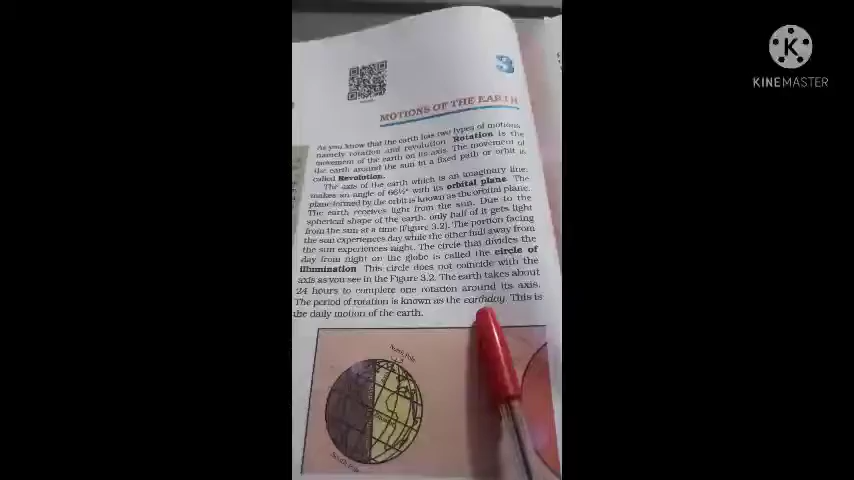 3
MOTIONS OF THE EARTH
As you know that the earth has two types of motions,
namely rotation and revolution. Rotation is the
movement of the earth on its axis. The movement of
the earth around the sun in a fixed path or orbit is
called Revolution.
The axis of the earth which is an imaginary line,
makes an angle of 66½° with its orbital plane. The
plane formed by the orbit is known as the orbital plane.
The earth receives light from the sun. Due to the
spherical shape of the earth, only half of it gets light
from the sun at a time (Figure 3.2). The portion facing
the sun experiences day while the other half away from
the sun experiences night. The circle that divides the
day from night on the globe is called the circle of
illumination. This circle does not coincide with the
axis as you see in the Figure 3.2. The earth takes about
24 hours to complete one rotation around its axis.
The period of rotation is known as the earthday. This is
the daily motion of the earth.
North Pole
South Pole
K
KINEMASTER